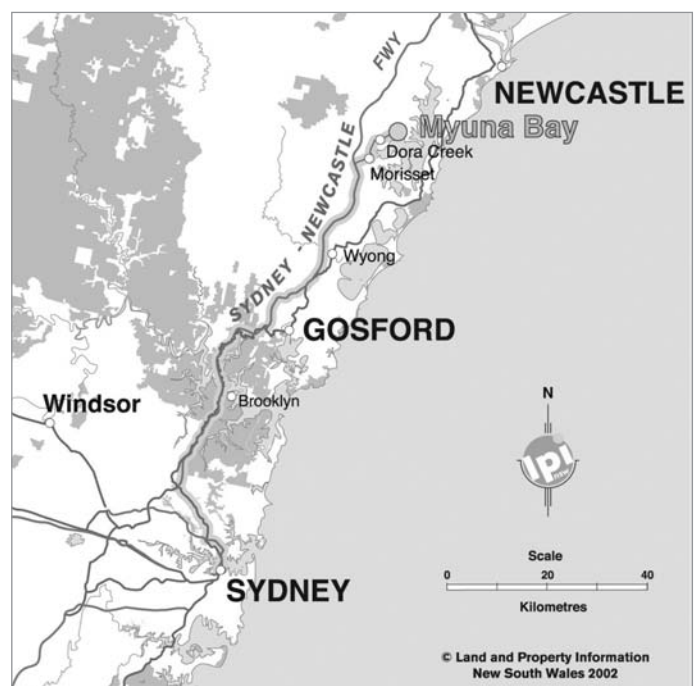 NEWCASTLE
Myuna Bay
Dora Creek
Morisset
SYDNEY - NEWCASTLE FWY
Wyong
GOSFORD
Windsor
Brooklyn
N
lpi
nsw
SYDNEY
Scale
0 20 40
Kilometres
© Land and Property Information
New South Wales 2002